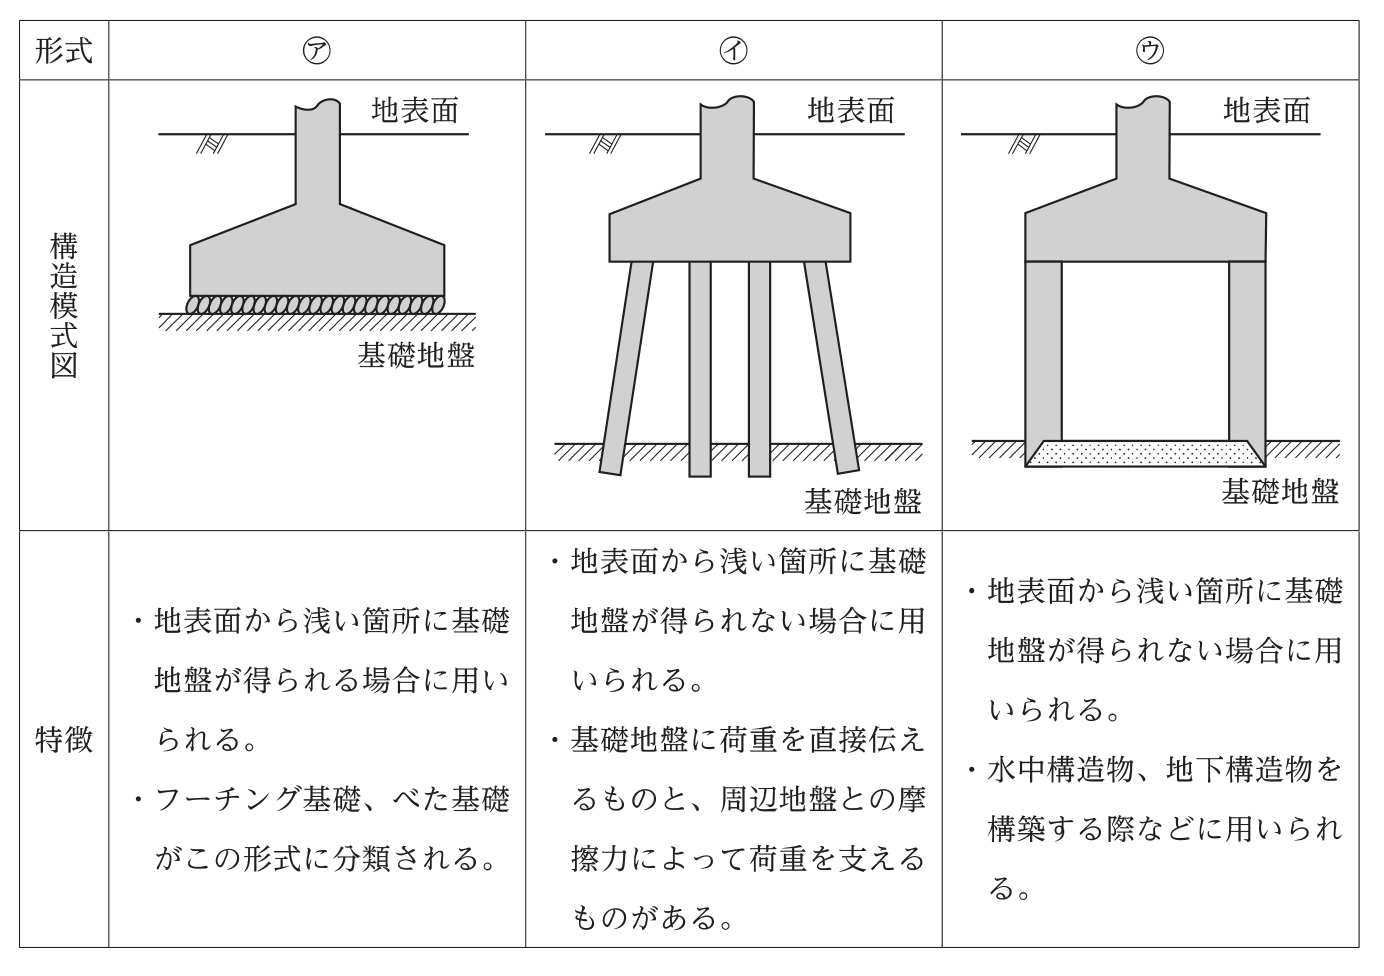 形式
㋐
㋑
㋒
構造模式図
地表面
基礎地盤
地表面
基礎地盤
地表面
基礎地盤
特徴
・地表面から浅い箇所に基礎
地盤が得られる場合に用い
られる。
・フーチング基礎、べた基礎
がこの形式に分類される。
・地表面から浅い箇所に基礎
地盤が得られない場合に用
いられる。
・基礎地盤に荷重を直接伝え
るものと、周辺地盤との摩
擦力によって荷重を支える
ものがある。
・地表面から浅い箇所に基礎
地盤が得られない場合に用
いられる。
・水中構造物、地下構造物を
構築する際などに用いられ
る。